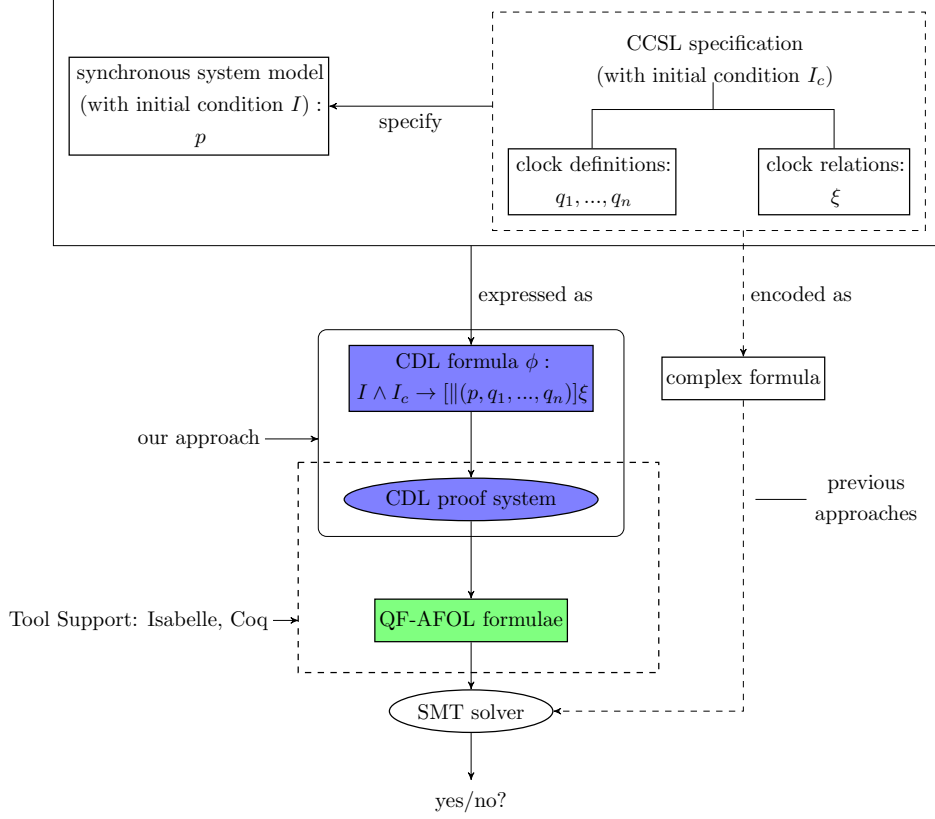 CCSL specification
(with initial condition I_c)
synchronous system model
(with initial condition I) :
p
specify
clock definitions:
q_1, ..., q_n
clock relations:
ξ
expressed as
encoded as
CDL formula ϕ :
I ∧ I_c → [∥(p, q_1, ..., q_n)]ξ
complex formula
our approach
CDL proof system
previous
approaches
Tool Support: Isabelle, Coq
QF-AFOL formulae
SMT solver
yes/no?